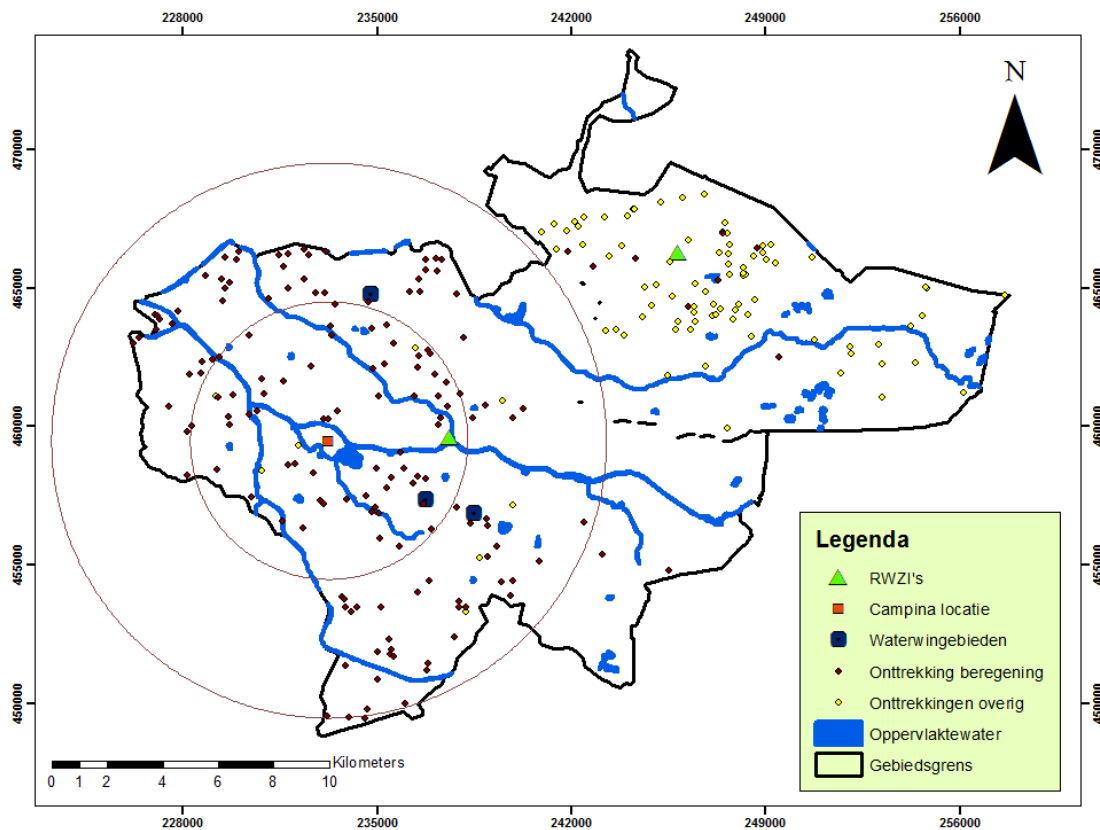 228000 235000 242000 249000 256000
N
470000 470000
465000 465000
460000 460000
455000 455000
450000 450000
Legenda
RWZI's
Campina locatie
Waterwingebieden
Onttrekking beregening
Onttrekkingen overig
Oppervlaktewater
Gebiedsgrens
Kilometers
0 1 2 4 6 8 10
228000 235000 242000 249000 256000